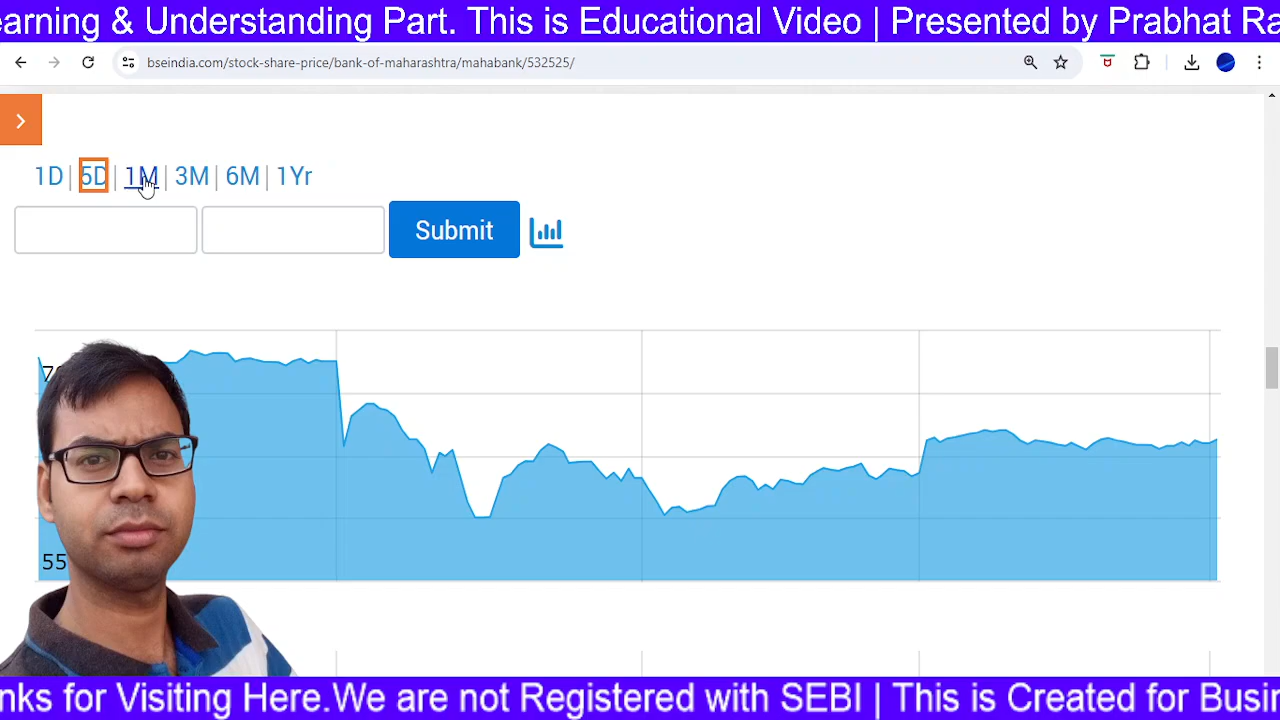 earning & Understanding Part. This is Educational Video | Presented by Prabhat Ra
bseindia.com/stock-share-price/bank-of-maharashtra/mahabank/532525/
1D | 5D | 1M | 3M | 6M | 1Yr
Submit
55
nks for Visiting Here.We are not Registered with SEBI | This is Created for Busin